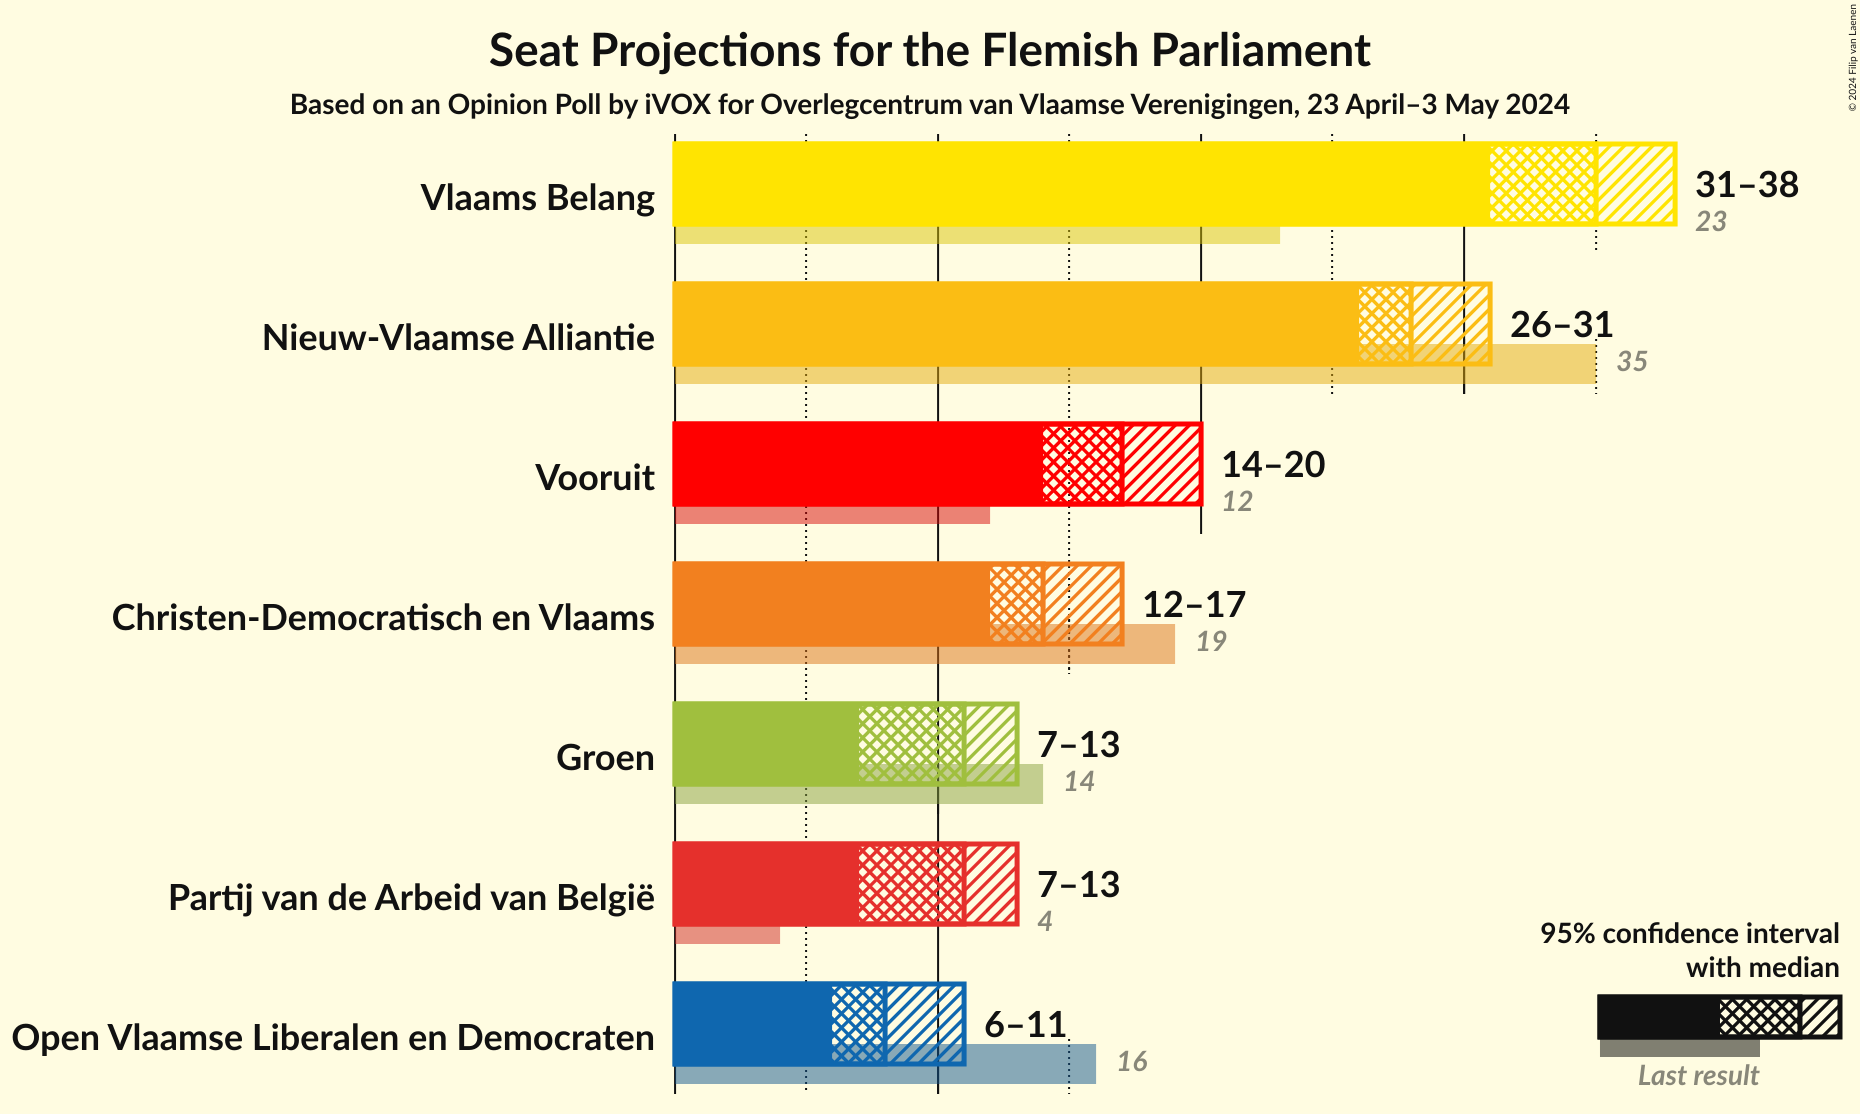 Seat Projections for the Flemish Parliament
Based on an Opinion Poll by iVOX for Overlegcentrum van Vlaamse Verenigingen, 23 April–3 May 2024
© 2024 Filip van Laenen
Vlaams Belang
31–38
23
Nieuw-Vlaamse Alliantie
26–31
35
Vooruit
14–20
12
Christen-Democratisch en Vlaams
12–17
19
Groen
7–13
14
Partij van de Arbeid van België
7–13
4
Open Vlaamse Liberalen en Democraten
6–11
16
95% confidence interval
with median
Last result